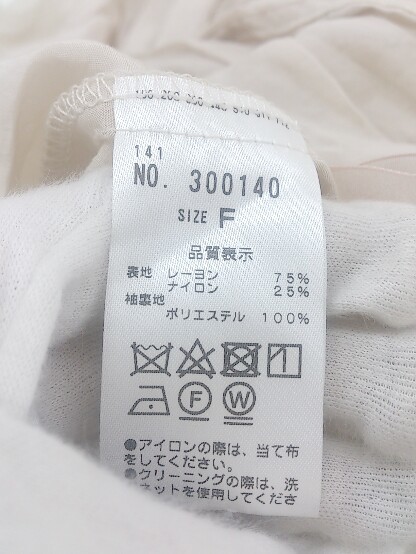 141
NO. 300140
SIZE F
品質表示
表地 レーヨン 75%
ナイロン 25%
袖裏地
ポリエステル 100%
F W
●アイロンの際は、当て布
をしてください。
●クリーニングの際は、洗
ネットを使用してくださ